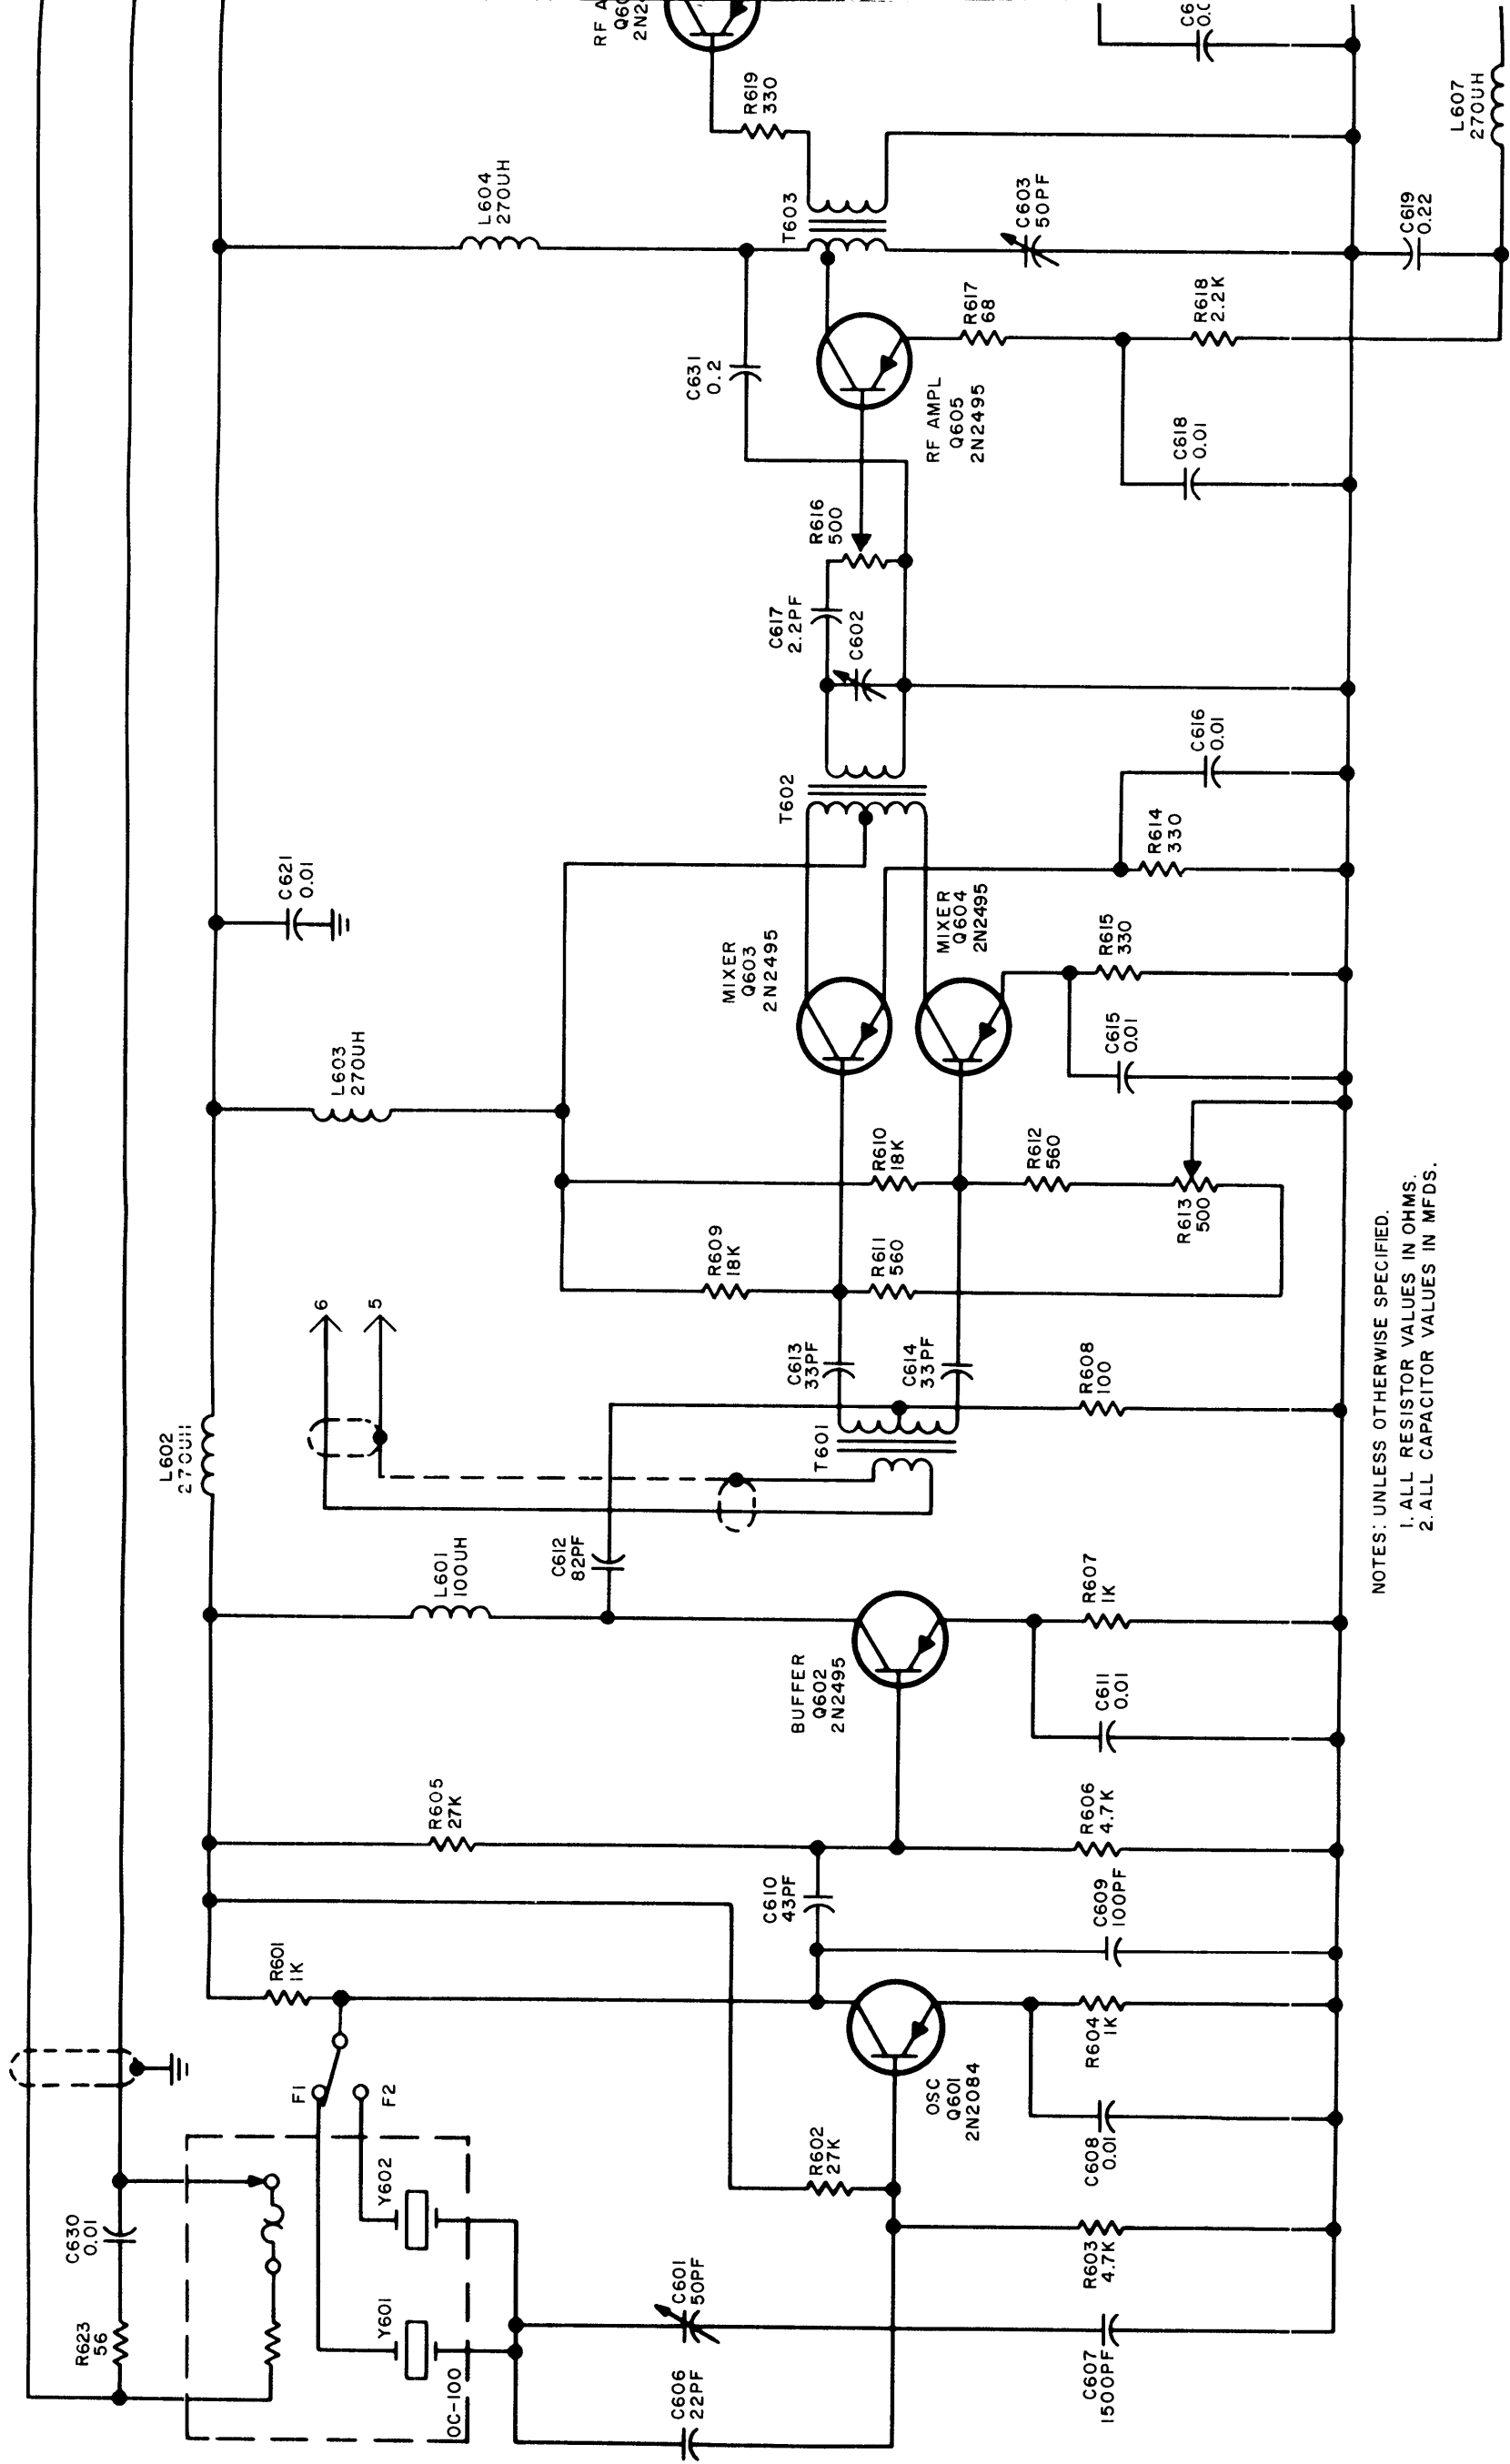 R623
56
C630
0.01
L602
270UH
R601
1K
C621
0.01
F1
F2
6
5
Y601
Y602
OC-100
L603
270UH
L601
100UH
R605
27K
L604
270UH
C612
82PF
C606
22PF
C601
50PF
R609
18K
C631
0.2
MIXER
Q603
2N2495
R619
330
RF A
Q60
2N24
C610
43PF
BUFFER
Q602
2N2495
C613
33PF
T601
T602
C617
2.2PF
C602
T603
R602
27K
R616
500
R611
560
R610
18K
C614
33PF
OSC
Q601
2N2084
MIXER
Q604
2N2495
RF AMPL
Q605
2N2495
R617
68
C603
50PF
R612
560
C607
1500PF
R603
4.7K
C608
0.01
R604
1K
C609
100PF
R606
4.7K
C611
0.01
R607
1K
R608
100
R613
500
C615
0.01
R615
330
R614
330
C616
0.01
C618
0.01
R618
2.2K
C6
0.0
C619
0.22
L607
270UH
NOTES: UNLESS OTHERWISE SPECIFIED.
1. ALL RESISTOR VALUES IN OHMS.
2. ALL CAPACITOR VALUES IN MFDS.